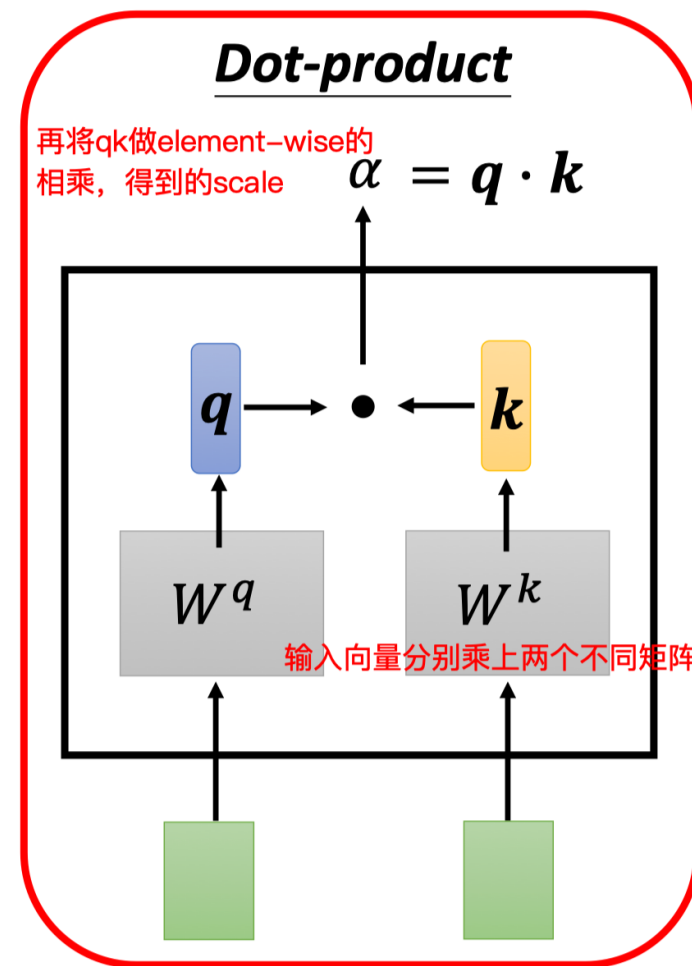 Dot-product
再将qk做element-wise的
相乘，得到的scale
α = q · k
q
k
W^q
W^k
输入向量分别乘上两个不同矩阵